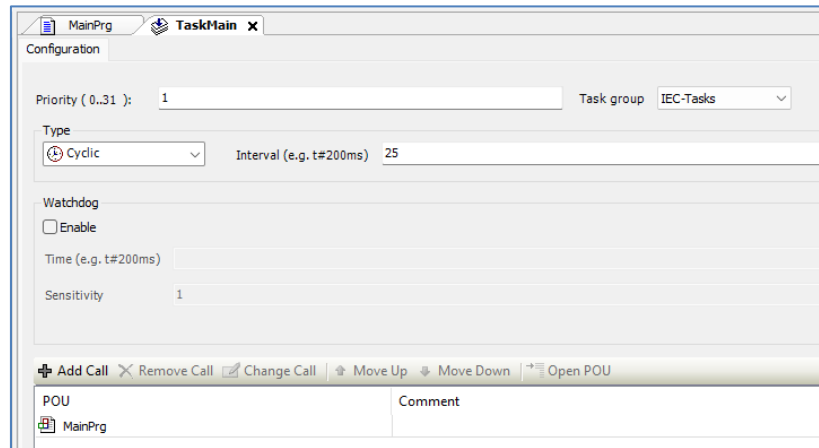 MainPrg TaskMain
Configuration
Priority ( 0..31 ): 1 Task group IEC-Tasks
Type
Cyclic Interval (e.g. t#200ms) 25
Watchdog
Enable
Time (e.g. t#200ms)
Sensitivity 1
Add Call Remove Call Change Call Move Up Move Down Open POU
POU Comment
MainPrg